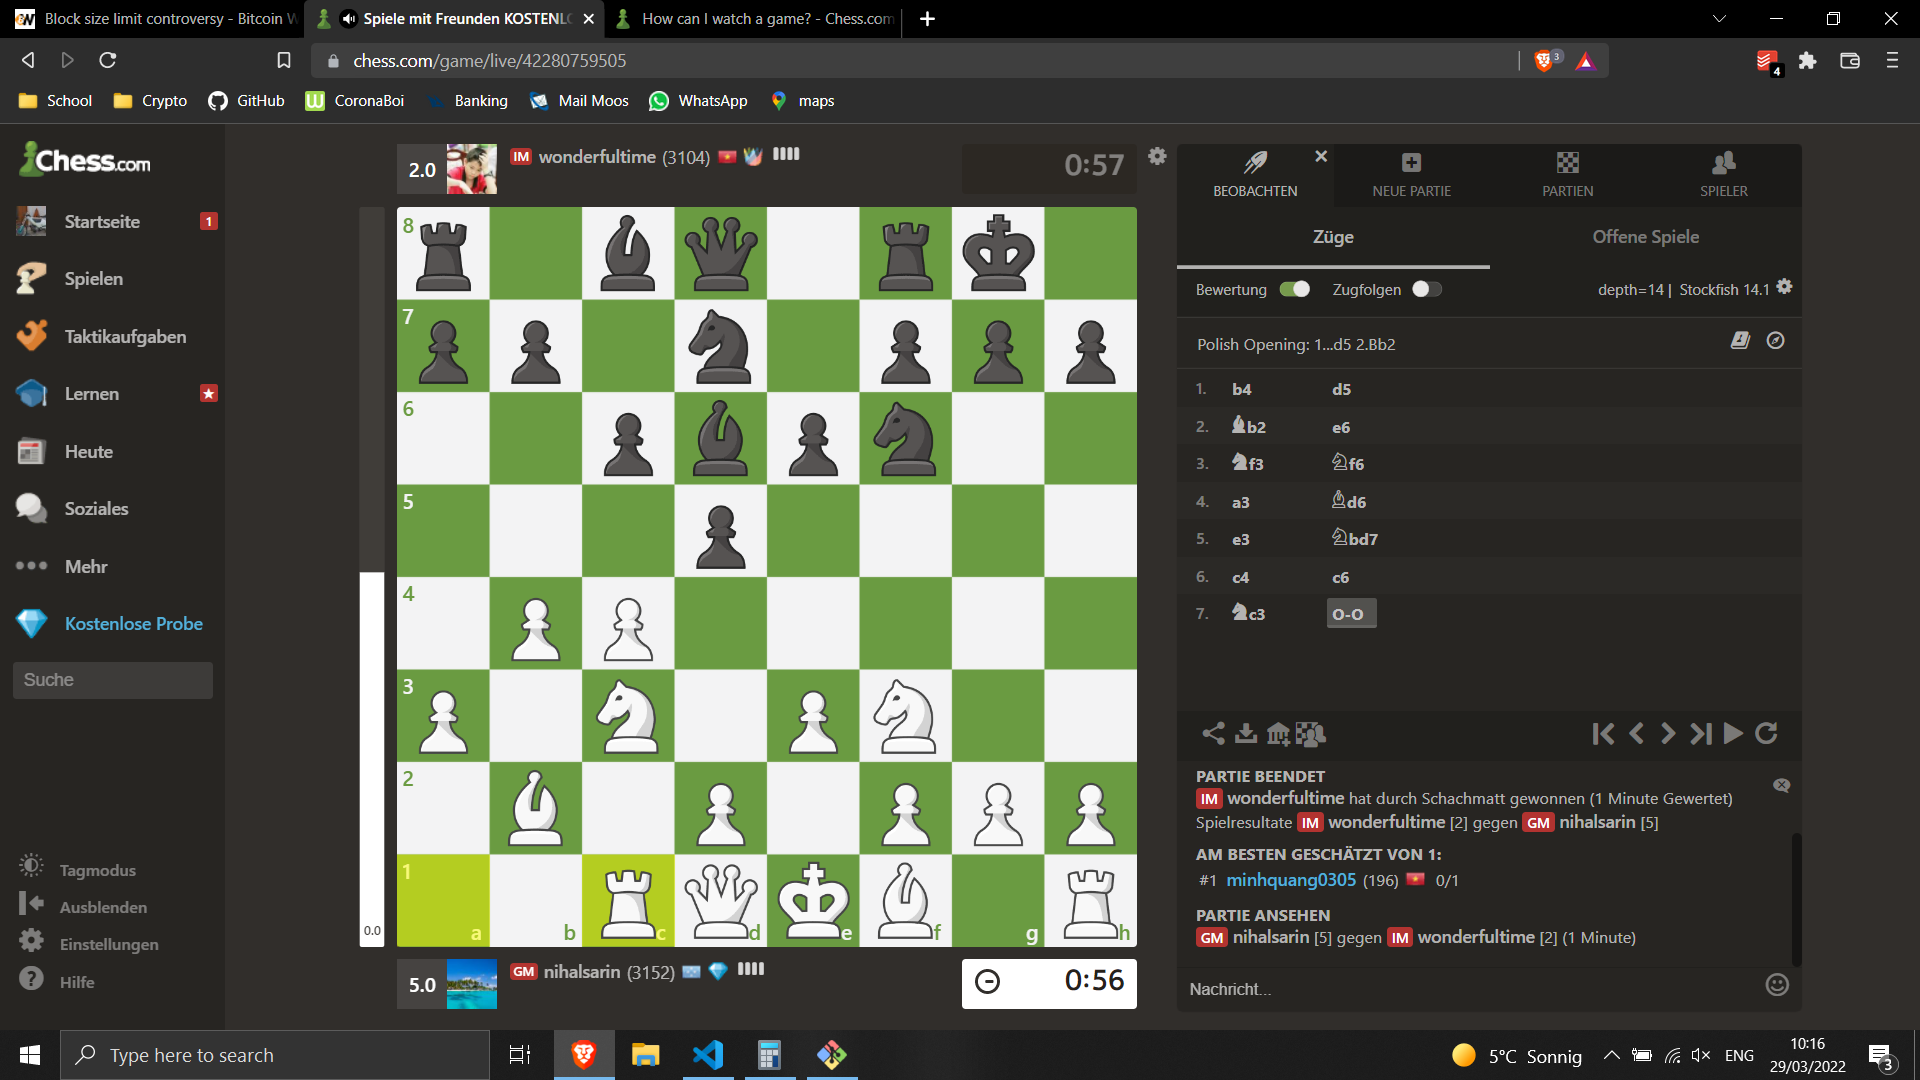 Block size limit controversy - Bitcoin W
Spiele mit Freunden KOSTENLO
How can I watch a game? - Chess.com
chess.com/game/live/42280759505
3
4
School
Crypto
GitHub
CoronaBoi
Banking
Mail Moos
WhatsApp
maps
Chess.com
Startseite
1
Spielen
Taktikaufgaben
Lernen
Heute
Soziales
Mehr
Kostenlose Probe
Suche
Tagmodus
Ausblenden
Einstellungen
Hilfe
2.0
IM wonderfultime (3104)
0:57
8
7
6
5
4
3
2
1
a
b
c
d
e
f
g
h
0.0
5.0
GM nihalsarin (3152)
0:56
BEOBACHTEN
NEUE PARTIE
PARTIEN
SPIELER
Züge
Offene Spiele
Bewertung
Zugfolgen
depth=14 | Stockfish 14.1
Polish Opening: 1...d5 2.Bb2
1. b4 d5
2. b2 e6
3. f3 f6
4. a3 d6
5. e3 bd7
6. c4 c6
7. c3 O-O
PARTIE BEENDET
IM wonderfultime hat durch Schachmatt gewonnen (1 Minute Gewertet)
Spielresultate IM wonderfultime [2] gegen GM nihalsarin [5]
AM BESTEN GESCHÄTZT VON 1:
#1 minhquang0305 (196) 0/1
PARTIE ANSEHEN
GM nihalsarin [5] gegen IM wonderfultime [2] (1 Minute)
Nachricht...
Type here to search
5°C Sonnig
ENG
10:16
29/03/2022
3